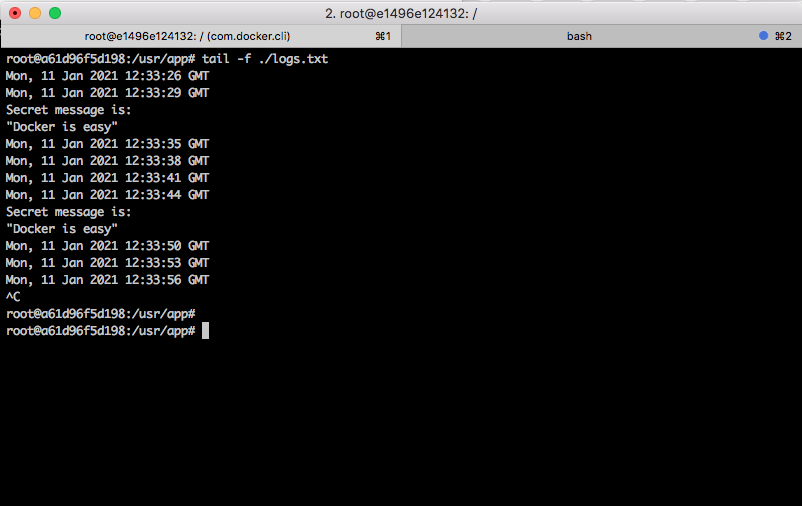 2. root@e1496e124132: /
root@e1496e124132: / (com.docker.cli) ⌘1 bash ⌘2
root@a61d96f5d198:/usr/app# tail -f ./logs.txt
Mon, 11 Jan 2021 12:33:26 GMT
Mon, 11 Jan 2021 12:33:29 GMT
Secret message is:
"Docker is easy"
Mon, 11 Jan 2021 12:33:35 GMT
Mon, 11 Jan 2021 12:33:38 GMT
Mon, 11 Jan 2021 12:33:41 GMT
Mon, 11 Jan 2021 12:33:44 GMT
Secret message is:
"Docker is easy"
Mon, 11 Jan 2021 12:33:50 GMT
Mon, 11 Jan 2021 12:33:53 GMT
Mon, 11 Jan 2021 12:33:56 GMT
^C
root@a61d96f5d198:/usr/app#
root@a61d96f5d198:/usr/app#